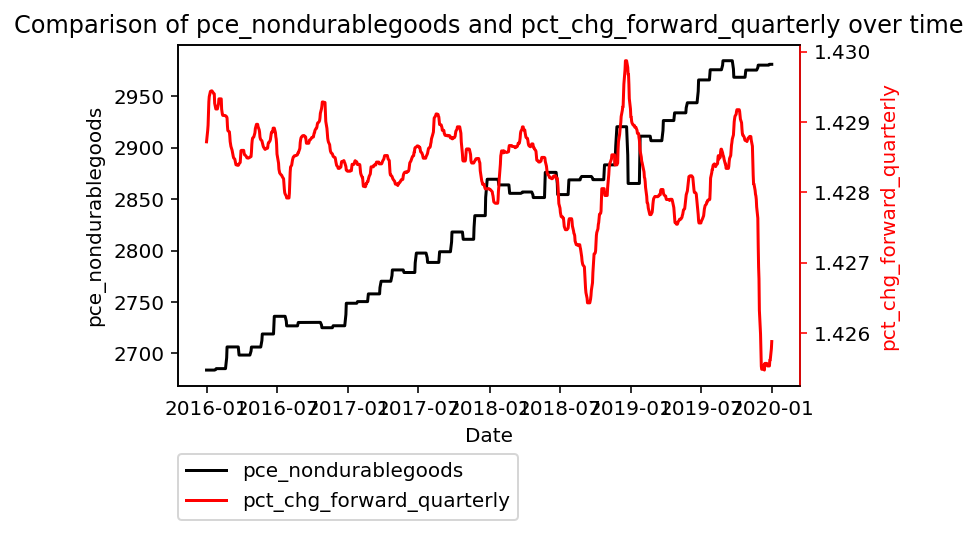 Comparison of pce_nondurablegoods and pct_chg_forward_quarterly over time
pce_nondurablegoods
2950
2900
2850
2800
2750
2700
1.430
1.429
1.428
1.427
1.426
pct_chg_forward_quarterly
2016-01 2016-07 2017-01 2017-07 2018-01 2018-07 2019-01 2019-07 2020-01
Date
pce_nondurablegoods
pct_chg_forward_quarterly